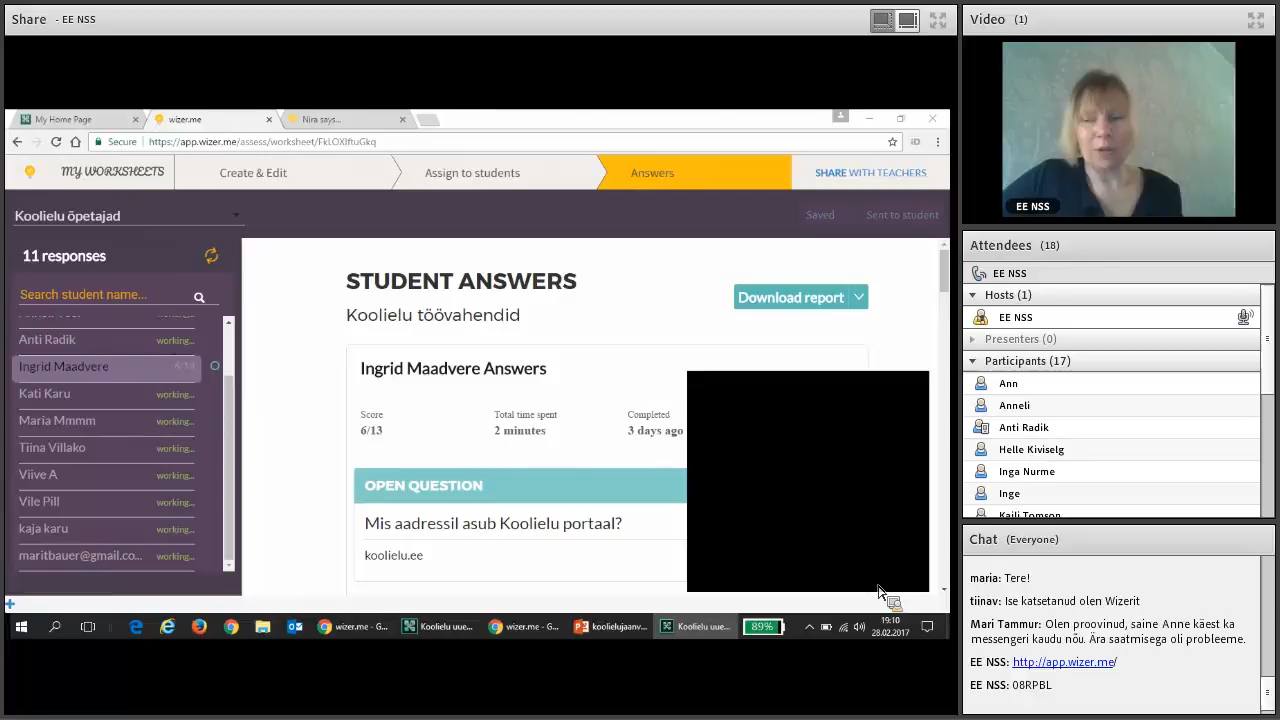 Share - EE NSS
My Home Page
wizer.me
Nira says...
Secure
https://app.wizer.me/assess/worksheet/FkLOXIftuGkq
MY WORKSHEETS
Create & Edit
Assign to students
Answers
SHARE WITH TEACHERS
Koolielu õpetajad
Saved
Sent to student
11 responses
Search student name...
Anti Radik working...
Ingrid Maadvere 6/13
Kati Karu working...
Maria Mmmm working...
Tiina Villako working...
Viive A working...
Vile Pill working...
kaja karu working...
maritbauer@gmail.co... working...
STUDENT ANSWERS
Download report
Koolielu töövahendid
Ingrid Maadvere Answers
Score
Total time spent
Completed
6/13
2 minutes
3 days ago
OPEN QUESTION
Mis aadressil asub Koolielu portaal?
koolielu.ee
wizer.me - G...
Koolielu uue...
wizer.me - G...
koolielujaanv...
Koolielu uue...
89%
19:10
28.02.2017
Video (1)
EE NSS
Attendees (18)
EE NSS
Hosts (1)
EE NSS
Presenters (0)
Participants (17)
Ann
Anneli
Anti Radik
Helle Kiviselg
Inga Nurme
Inge
Kaili Tomson
Chat (Everyone)
maria: Tere!
tiinav: Ise katsetanud olen Wizerit
Mari Tammur: Olen proovinud, saine Anne käest ka
messengeri kaudu nõu. Ära saatmisega oli probleeme.
EE NSS: http://app.wizer.me/
EE NSS: 08RPBL